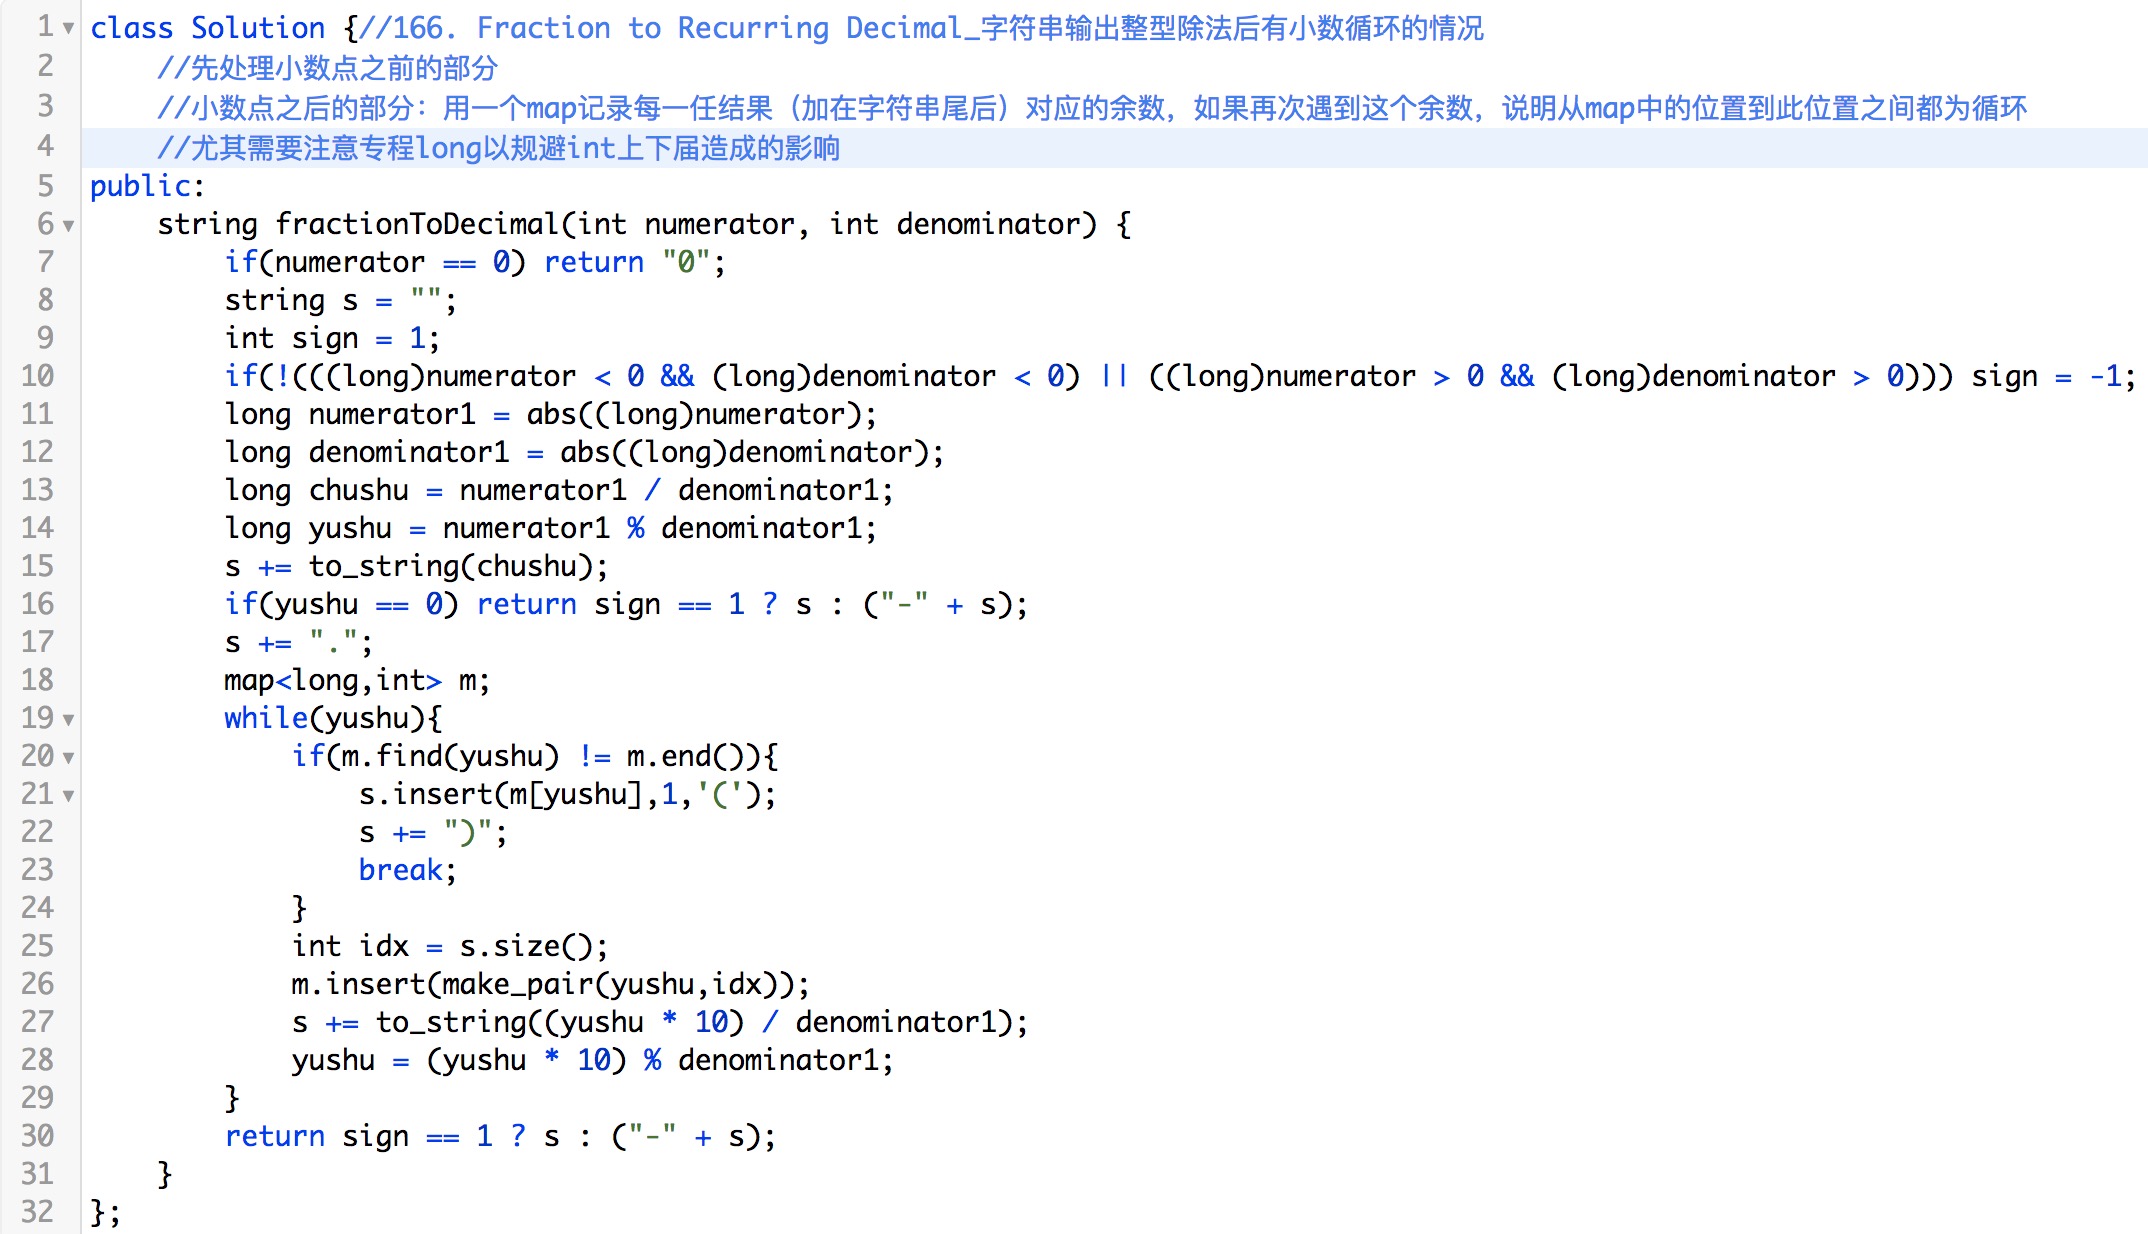 1 class Solution {//166. Fraction to Recurring Decimal_字符串输出整型除法后有小数循环的情况
2 //先处理小数点之前的部分
3 //小数点之后的部分：用一个map记录每一任结果（加在字符串尾后）对应的余数，如果再次遇到这个余数，说明从map中的位置到此位置之间都为循环
4 //尤其需要注意专程long以规避int上下届造成的影响
5 public:
6 string fractionToDecimal(int numerator, int denominator) {
7 if(numerator == 0) return "0";
8 string s = "";
9 int sign = 1;
10 if(!(((long)numerator < 0 && (long)denominator < 0) || ((long)numerator > 0 && (long)denominator > 0))) sign = -1;
11 long numerator1 = abs((long)numerator);
12 long denominator1 = abs((long)denominator);
13 long chushu = numerator1 / denominator1;
14 long yushu = numerator1 % denominator1;
15 s += to_string(chushu);
16 if(yushu == 0) return sign == 1 ? s : ("-" + s);
17 s += ".";
18 map<long,int> m;
19 while(yushu){
20 if(m.find(yushu) != m.end()){
21 s.insert(m[yushu],1,'(');
22 s += ")";
23 break;
24 }
25 int idx = s.size();
26 m.insert(make_pair(yushu,idx));
27 s += to_string((yushu * 10) / denominator1);
28 yushu = (yushu * 10) % denominator1;
29 }
30 return sign == 1 ? s : ("-" + s);
31 }
32 };